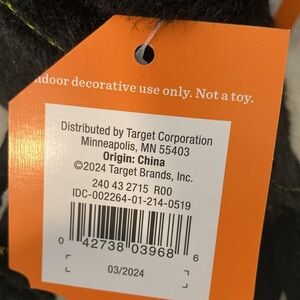 ndoor decorative use only. Not a toy.
Distributed by Target Corporation
Minneapolis, MN 55403
Origin: China
©2024 Target Brands, Inc.
240 43 2715 R00
IDC-002264-01-214-0519
0 42738 03968 6
03/2024